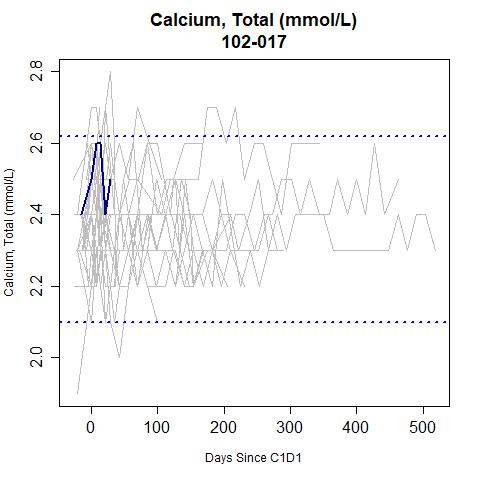 Calcium, Total (mmol/L)
102-017
Calcium, Total (mmol/L)
2.8
2.6
2.4
2.2
2.0
0 100 200 300 400 500
Days Since C1D1